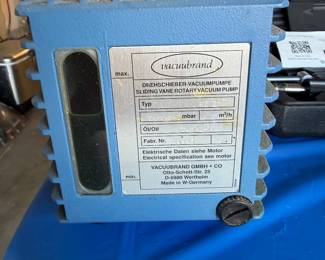 vacuubrand
max.
DREHSCHIEBER-VACUUMPUMPE
SLIDING VANE ROTARY VACUUM PUMP
Typ
mbar m³/h
Öl/Oil
Fabr. Nr.
Elektrische Daten siehe Motor
Electrical specification see motor
min.
VACUUBRAND GMBH + CO
Otto-Schott-Str. 25
D-6980 Wertheim
Made in W-Germany